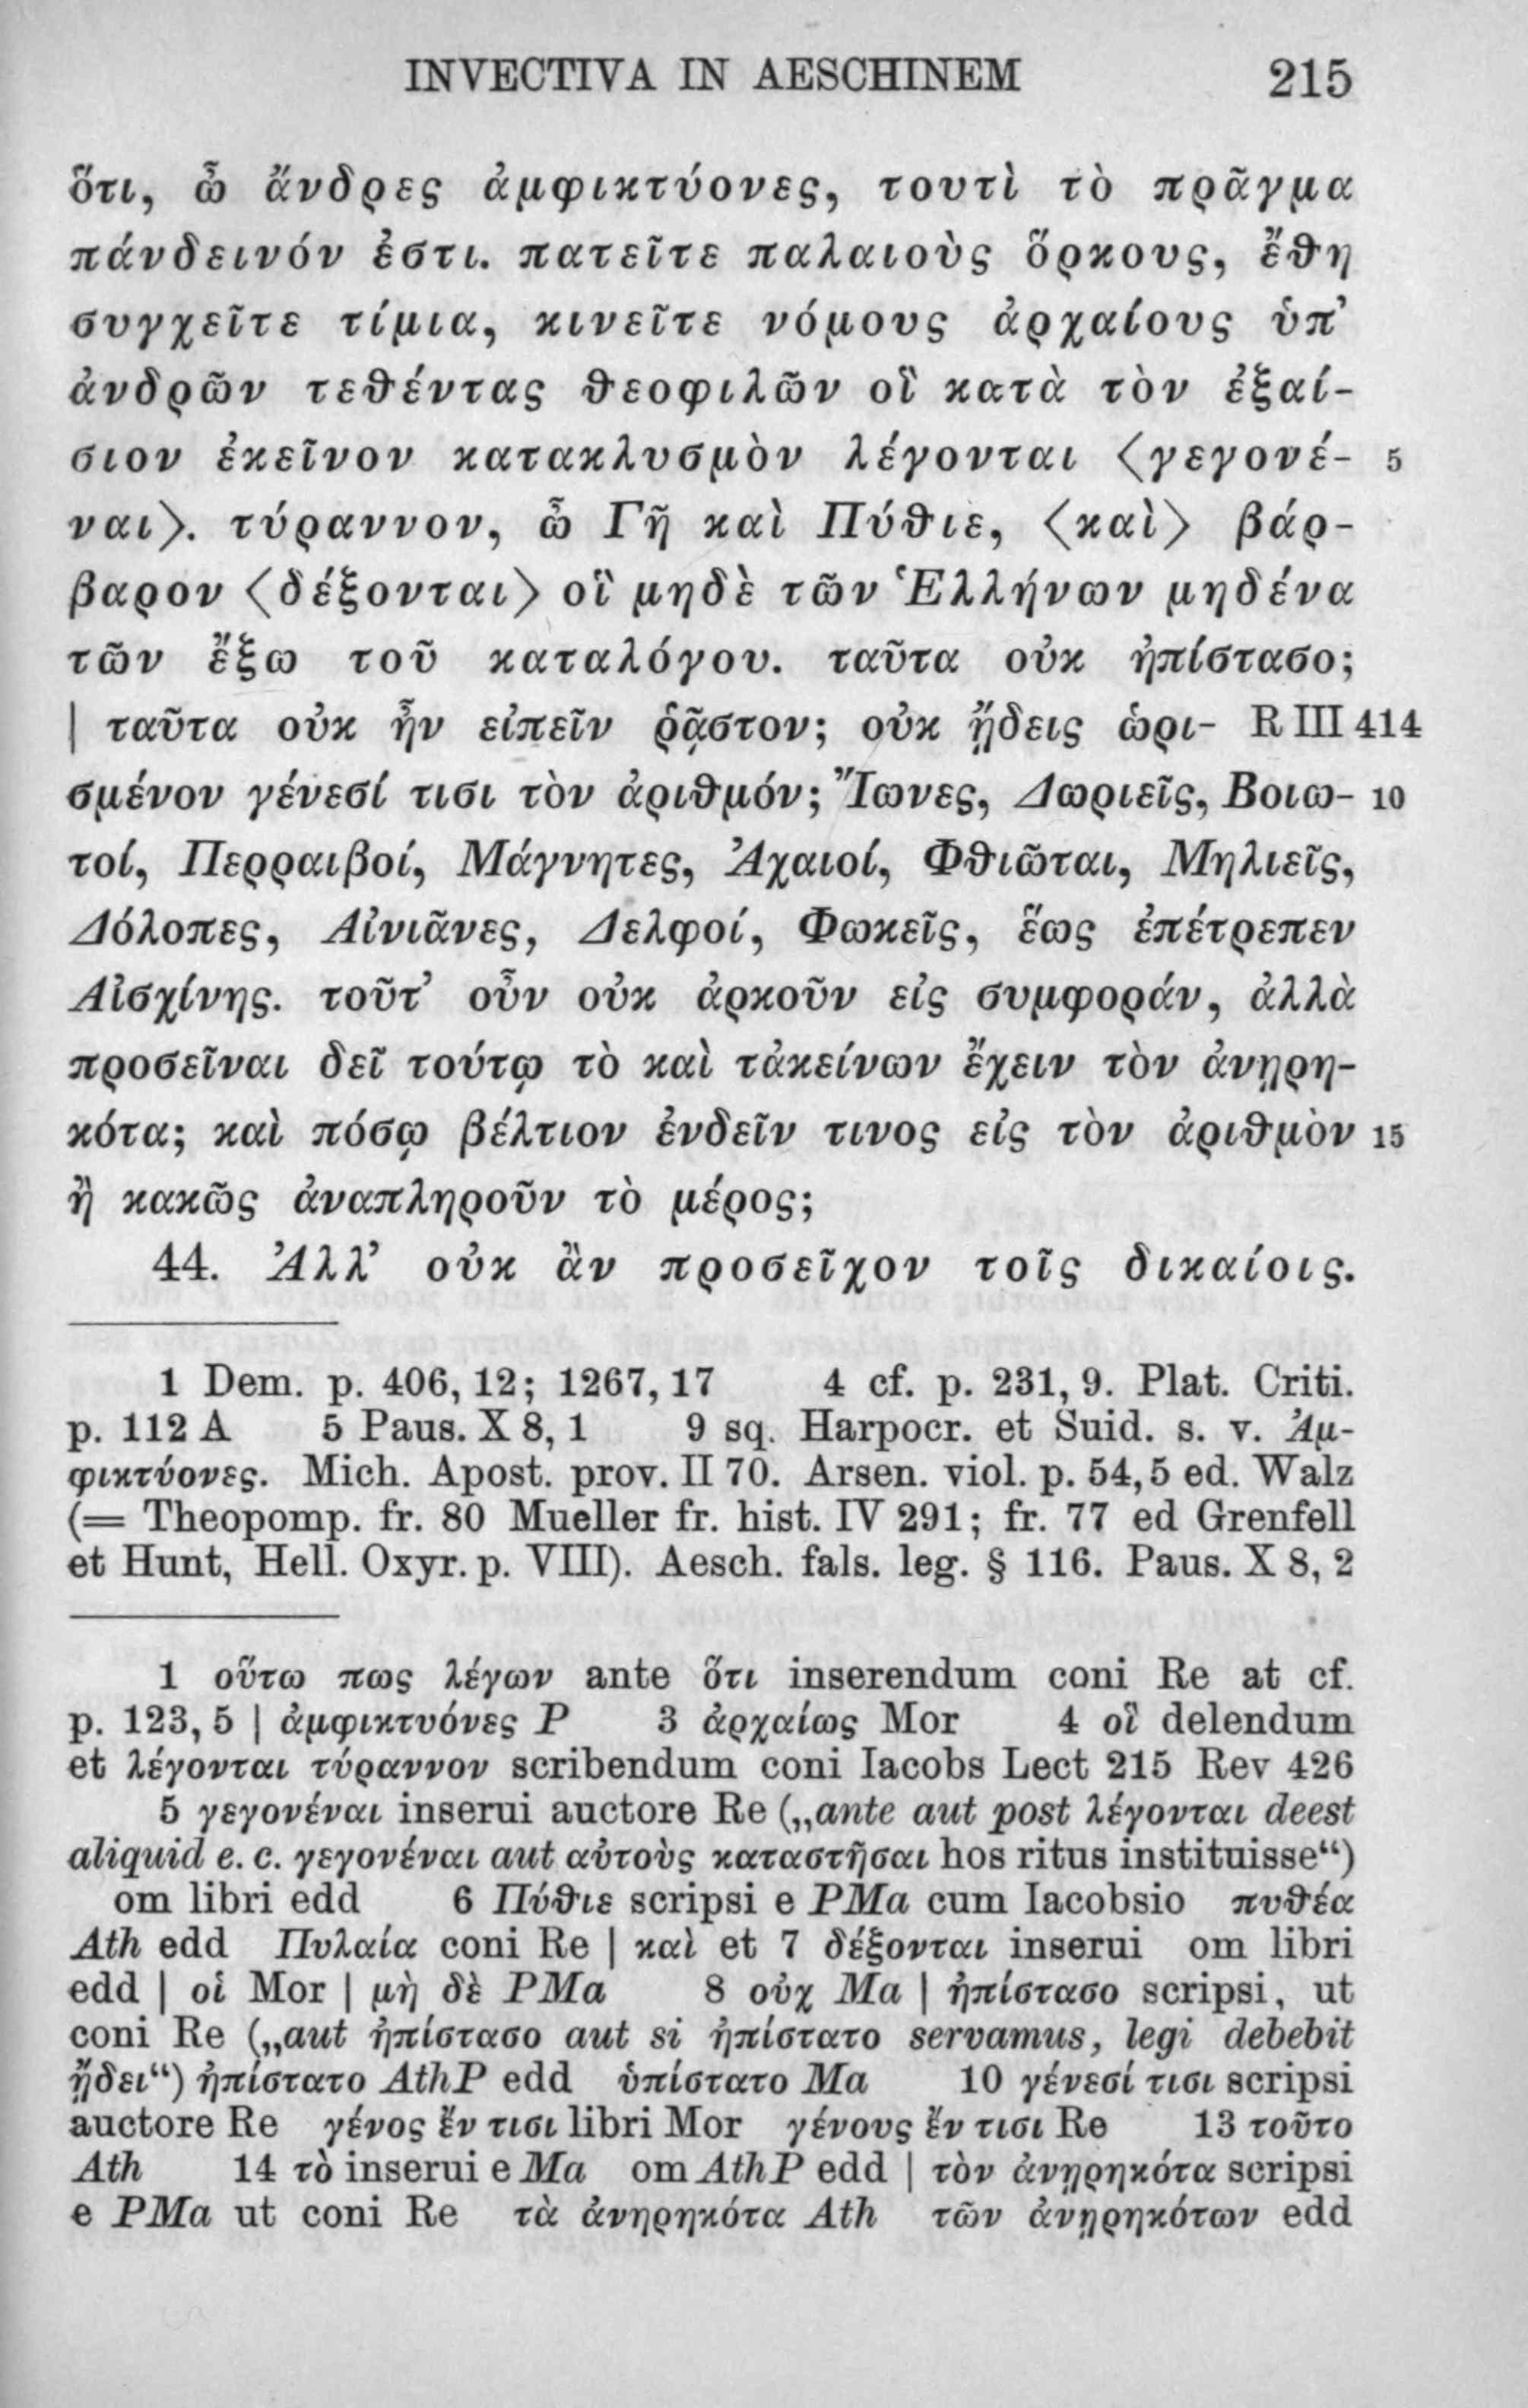 INVECTIVA IN AESCHINEM 215
ὅτι, ὦ ἄνδρες ἀμφικτύονες, τουτὶ τὸ πρᾶγμα
πάνδεινόν ἐστι. πατεῖτε παλαιοὺς ὅρκους, ἔθη
συγχεῖτε τίμια, κινεῖτε νόμους ἀρχαίους ὑπ’
ἀνδρῶν τεθέντας θεοφιλῶν οἳ κατὰ τὸν ἐξαί-
σιον ἐκεῖνον κατακλυσμὸν λέγονται ⟨γεγονέ- 5
ναι⟩. τύραννον, ὦ Γῆ καὶ Πύθιε, ⟨καὶ⟩ βάρ-
βαρον ⟨δέξονται⟩ οἳ μηδὲ τῶν Ἑλλήνων μηδένα
τῶν ἔξω τοῦ καταλόγου. ταῦτα οὐκ ἠπίστασο;
| ταῦτα οὐκ ἦν εἰπεῖν ῥᾷστον; οὐκ ᾔδεις ὡρι- R III 414
σμένον γένεσί τισι τὸν ἀριθμόν; Ἴωνες, Δωριεῖς, Βοιω- 10
τοί, Περραιβοί, Μάγνητες, Ἀχαιοί, Φθιῶται, Μηλιεῖς,
Δόλοπες, Αἰνιᾶνες, Δελφοί, Φωκεῖς, ἕως ἐπέτρεπεν
Αἰσχίνης. τοῦτ’ οὖν οὐκ ἀρκοῦν εἰς συμφοράν, ἀλλὰ
προσεῖναι δεῖ τούτῳ τὸ καὶ τἀκείνων ἔχειν τὸν ἀνῃρη-
κότα; καὶ πόσῳ βέλτιον ἐνδεῖν τινος εἰς τὸν ἀριθμὸν 15
ἢ κακῶς ἀναπληροῦν τὸ μέρος;
44. Ἀλλ’ οὐκ ἂν προσεῖχον τοῖς δικαίοις.
1 Dem. p. 406, 12; 1267, 17 4 cf. p. 231, 9. Plat. Criti.
p. 112 A 5 Paus. X 8, 1 9 sq. Harpocr. et Suid. s. v. Ἀμ-
φικτύονες. Mich. Apost. prov. II 70. Arsen. viol. p. 54, 5 ed. Walz
(= Theopomp. fr. 80 Mueller fr. hist. IV 291; fr. 77 ed Grenfell
et Hunt, Hell. Oxyr. p. VIII). Aesch. fals. leg. § 116. Paus. X 8, 2
1 οὕτω πως λέγων ante ὅτι inserendum coni Re at cf.
p. 123, 5 | ἀμφικτυόνες P 3 ἀρχαίως Mor 4 οἳ delendum
et λέγονται τύραννον scribendum coni Iacobs Lect 215 Rev 426
5 γεγονέναι inserui auctore Re („ante aut post λέγονται deest
aliquid e. c. γεγονέναι aut αὐτοὺς καταστῆσαι hos ritus instituisse“)
om libri edd 6 Πύθιε scripsi e PMa cum Iacobsio πυθέα
Ath edd Πυλαία coni Re | καὶ et 7 δέξονται inserui om libri
edd | οἱ Mor | μὴ δὲ PMa 8 οὐχ Ma | ἠπίστασο scripsi, ut
coni Re („aut ἠπίστασο aut si ἠπίστατο servamus, legi debebit
ᾔδει“) ἠπίστατο AthP edd ὑπίστατο Ma 10 γένεσί τισι scripsi
auctore Re γένος ἔν τισι libri Mor γένους ἔν τισι Re 13 τοῦτο
Ath 14 τὸ inserui e Ma om AthP edd | τὸν ἀνῃρηκότα scripsi
e PMa ut coni Re τὰ ἀνηρηκότα Ath τῶν ἀνῃρηκότων edd